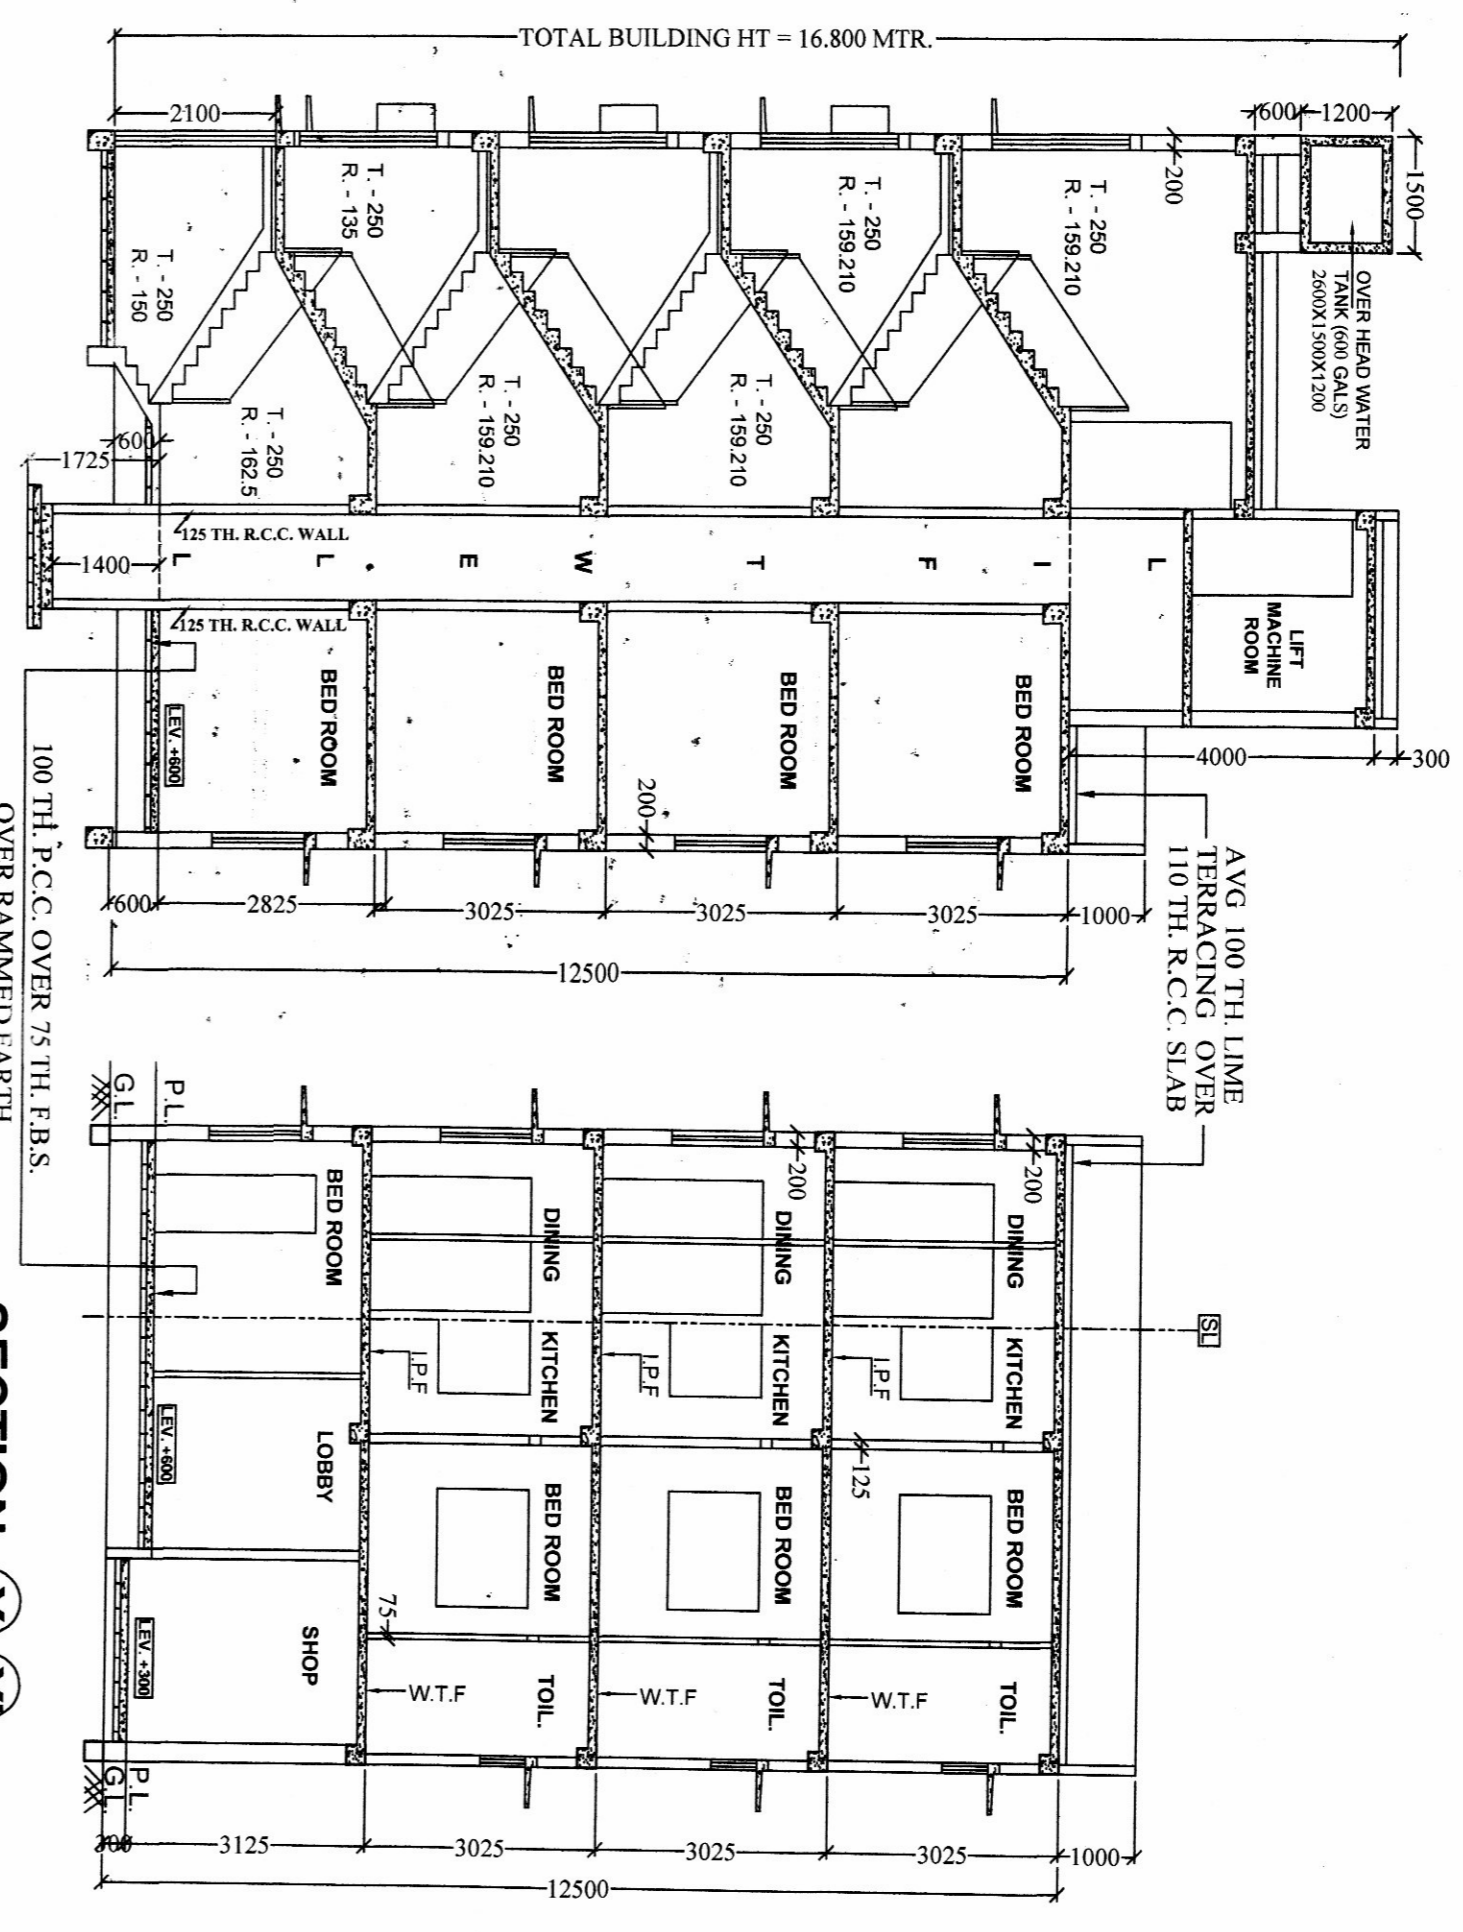 TOTAL BUILDING HT = 16.800 MTR.
2100
600
1200
1500
200
OVER HEAD WATER
TANK (600 GALS)
2600X1500X1200
T. - 250
R. - 150
T. - 250
R. - 135
T. - 250
R. - 159.210
T. - 250
R. - 159.210
T. - 250
R. - 162.5
T. - 250
R. - 159.210
T. - 250
R. - 159.210
600
1725
1400
125 TH. R.C.C. WALL
125 TH. R.C.C. WALL
L I F T W E L L
LIFT
MACHINE
ROOM
BED ROOM
BED ROOM
BED ROOM
BED ROOM
LEV. +600
200
4000
300
600
2825
3025
3025
3025
1000
12500
AVG 100 TH. LIME
TERRACING OVER
110 TH. R.C.C. SLAB
100 TH. P.C.C. OVER 75 TH. F.B.S.
OVER RAMMED EARTH
P.L.
G.L.
200
200
BED ROOM
DINING
DINING
DINING
SL
KITCHEN
KITCHEN
KITCHEN
I.P.F
I.P.F
I.P.F
LEV. +600
LOBBY
125
BED ROOM
BED ROOM
BED ROOM
75
LEV. +300
SHOP
W.T.F
W.T.F
W.T.F
TOIL.
TOIL.
TOIL.
P.L.
G.L.
300
3125
3025
3025
3025
1000
12500
SECTION